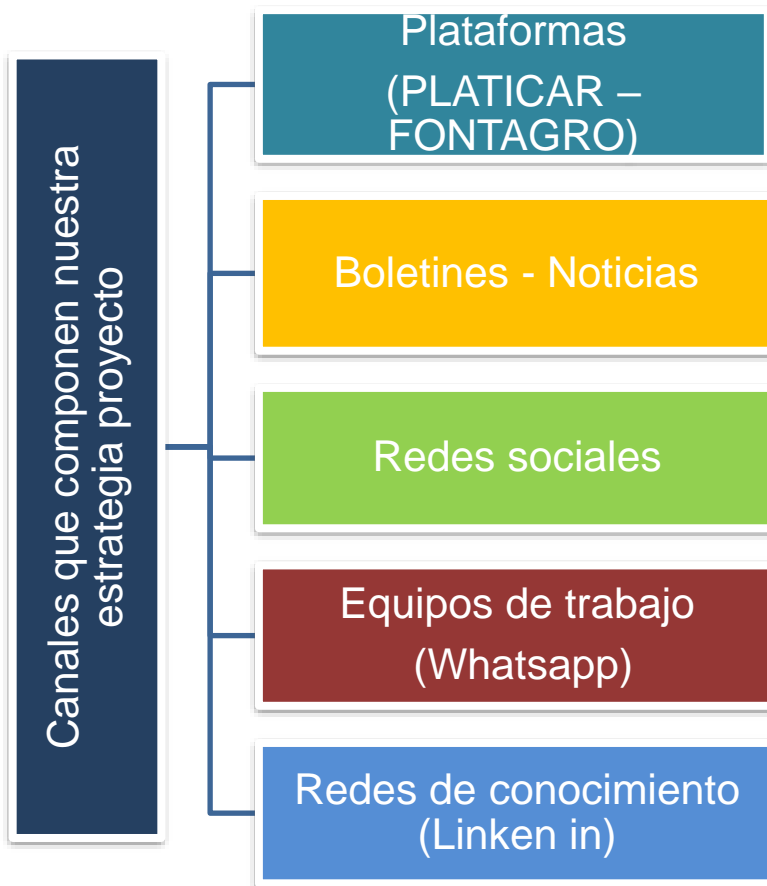 Canales que componen nuestra
estrategia proyecto
Plataformas
(PLATICAR –
FONTAGRO)
Boletines - Noticias
Redes sociales
Equipos de trabajo
(Whatsapp)
Redes de conocimiento
(Linken in)